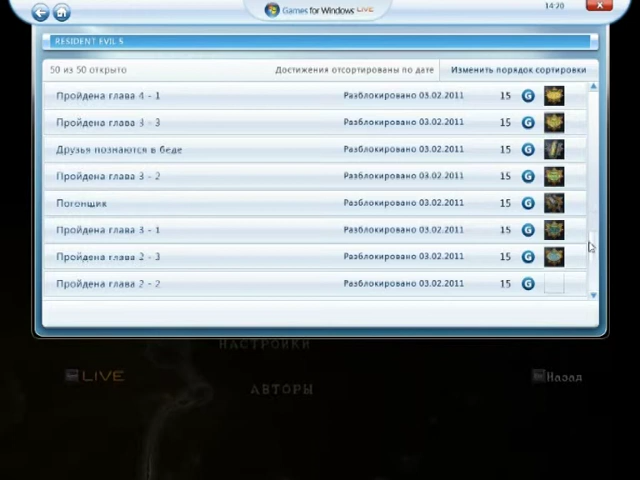 Games for Windows LIVE
14:20
RESIDENT EVIL 5
50 из 50 открыто Достижения отсортированы по дате Изменить порядок сортировки
Пройдена глава 4 - 1 Разблокировано 03.02.2011 15 G
Пройдена глава 3 - 3 Разблокировано 03.02.2011 15 G
Друзья познаются в беде Разблокировано 03.02.2011 15 G
Пройдена глава 3 - 2 Разблокировано 03.02.2011 15 G
Погонщик Разблокировано 03.02.2011 15 G
Пройдена глава 3 - 1 Разблокировано 03.02.2011 15 G
Пройдена глава 2 - 3 Разблокировано 03.02.2011 15 G
Пройдена глава 2 - 2 Разблокировано 03.02.2011 15 G
НАСТРОЙКИ
LIVE
Назад
АВТОРЫ